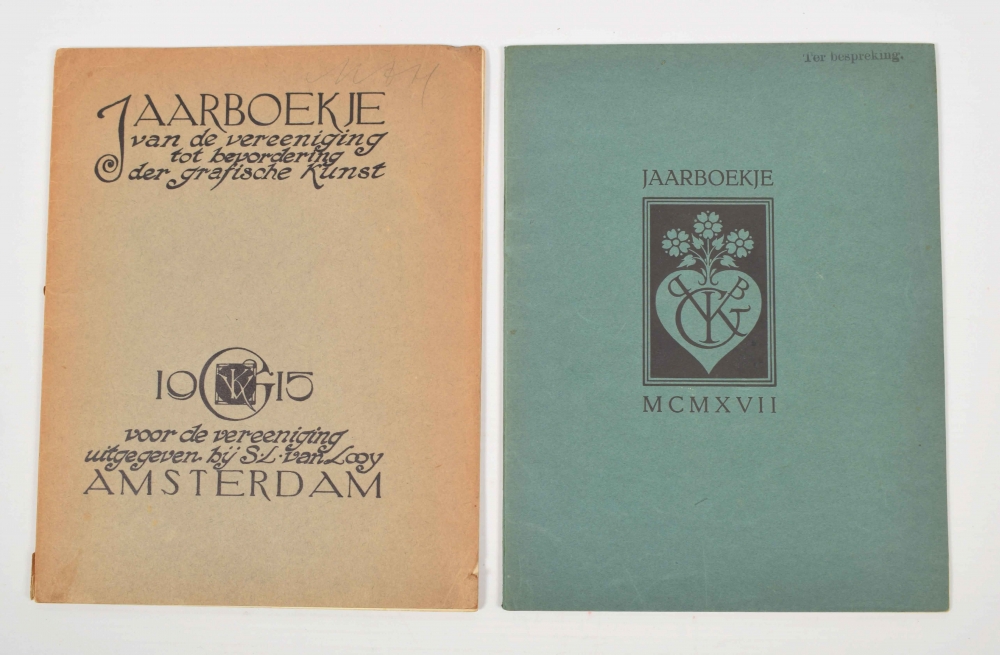 JAARBOEKJE
van de vereeniging
tot bevordering
der grafische Kunst
1915
voor de vereeniging
uitgegeven bij S.L. van Looy
AMSTERDAM
Ter bespreking.
JAARBOEKJE
MCMXVII